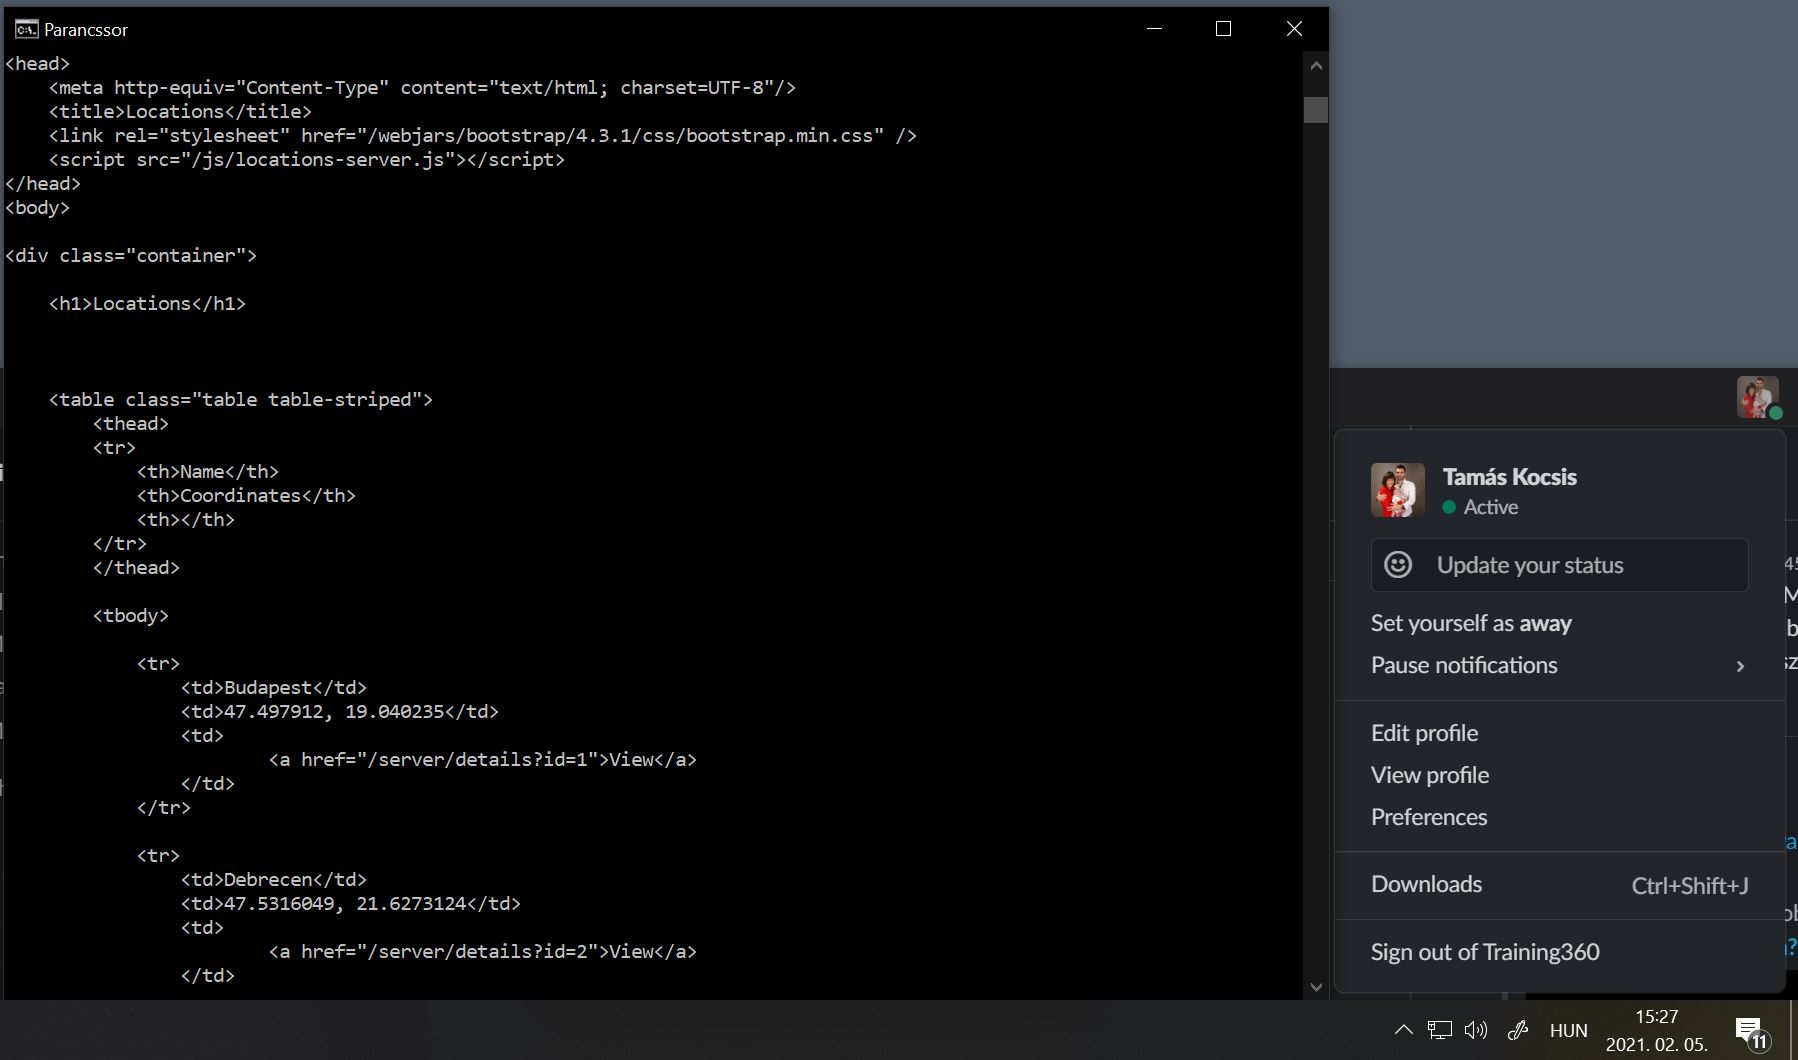 Parancssor
<head>
    <meta http-equiv="Content-Type" content="text/html; charset=UTF-8"/>
    <title>Locations</title>
    <link rel="stylesheet" href="/webjars/bootstrap/4.3.1/css/bootstrap.min.css" />
    <script src="/js/locations-server.js"></script>
</head>
<body>
<div class="container">
    <h1>Locations</h1>
    <table class="table table-striped">
        <thead>
        <tr>
            <th>Name</th>
            <th>Coordinates</th>
            <th></th>
        </tr>
        </thead>
        <tbody>
            <tr>
                <td>Budapest</td>
                <td>47.497912, 19.040235</td>
                <td>
                        <a href="/server/details?id=1">View</a>
                </td>
            </tr>
            <tr>
                <td>Debrecen</td>
                <td>47.5316049, 21.6273124</td>
                <td>
                        <a href="/server/details?id=2">View</a>
                </td>
Tamás Kocsis
Active
Update your status
Set yourself as away
Pause notifications
Edit profile
View profile
Preferences
Downloads Ctrl+Shift+J
Sign out of Training360
HUN
15:27
2021. 02. 05.
11